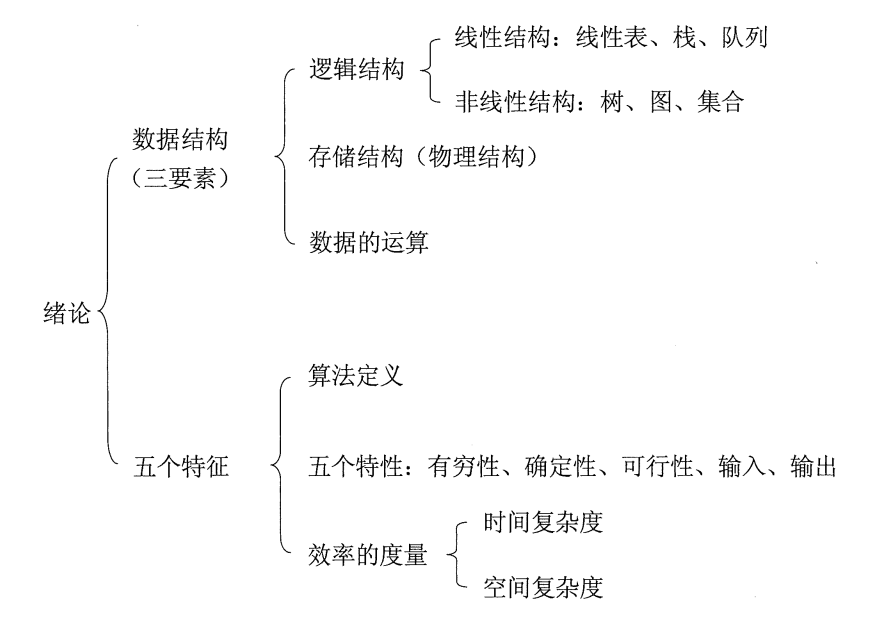 绪论
数据结构
（三要素）
逻辑结构
线性结构：线性表、栈、队列
非线性结构：树、图、集合
存储结构（物理结构）
数据的运算
五个特征
算法定义
五个特性：有穷性、确定性、可行性、输入、输出
效率的度量
时间复杂度
空间复杂度